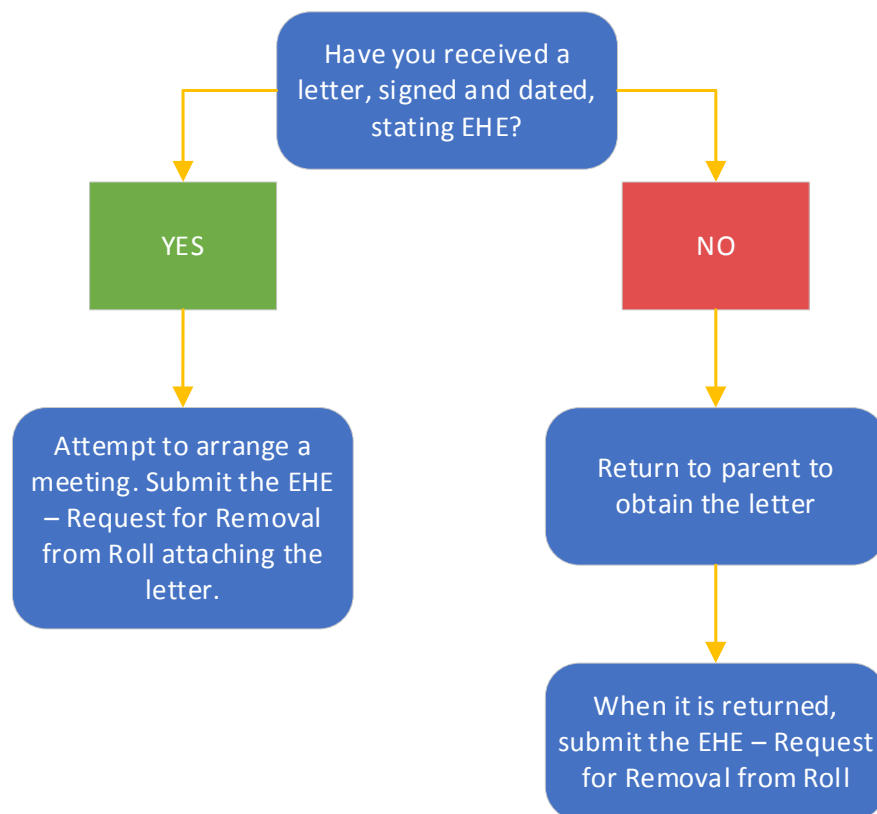 Have you received a
letter, signed and dated,
stating EHE?
YES
NO
Attempt to arrange a
meeting. Submit the EHE
– Request for Removal
from Roll attaching the
letter.
Return to parent to
obtain the letter
When it is returned,
submit the EHE – Request
for Removal from Roll